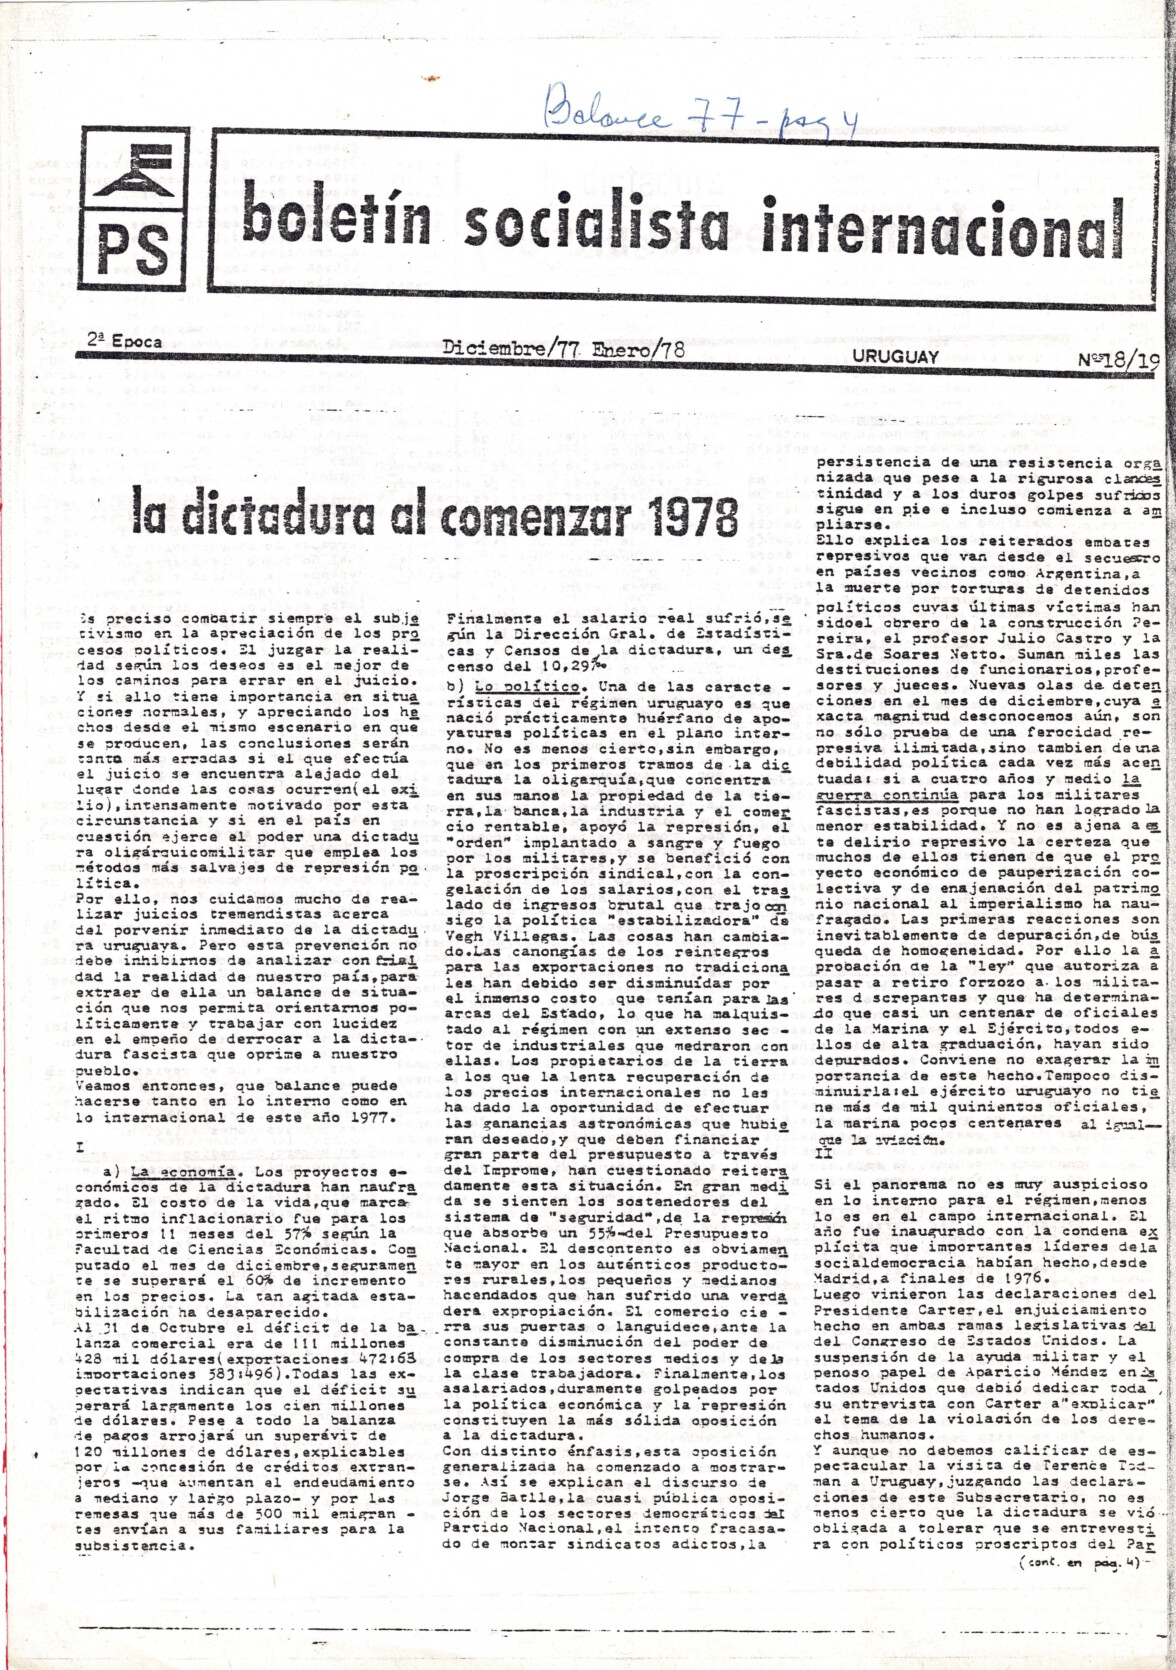 Balance 77 - pag 4
PS
boletín socialista internacional
2ª Epoca
Diciembre/77 Enero/78
URUGUAY
Nos18/19
la dictadura al comenzar 1978
Es preciso combatir siempre el subje
tivismo en la apreciación de los pro
cesos políticos. El juzgar la reali-
dad según los deseos es el mejor de
los caminos para errar en el juicio.
Y si ello tiene importancia en situa
ciones normales, y apreciando los he
chos desde el mismo escenario en que
se producen, las conclusiones serán
tanto más erradas si el que efectúa
el juicio se encuentra alejado del
lugar donde las cosas ocurren(el exi
lio),intensamente motivado por esta
circunstancia y si en el país en
cuestión ejerce el poder una dictadu
ra oligárquicomilitar que emplea los
métodos más salvajes de represión po
lítica.
Por ello, nos cuidamos mucho de rea-
lizar juicios tremendistas acerca
del porvenir inmediato de la dictadu
ra uruguaya. Pero esta prevención no
debe inhibirnos de analizar con frial
dad la realidad de nuestro país,para
extraer de ella un balance de situa-
ción que nos permita orientarnos po-
líticamente y trabajar con lucidez
en el empeño de derrocar a la dicta-
dura fascista que oprime a nuestro
pueblo.
Veamos entonces, que balance puede
hacerse tanto en lo interno como en
lo internacional de este año 1977.
I
a) La economía. Los proyectos e-
conómicos de la dictadura han naufra
gado. El costo de la vida,que marca
el ritmo inflacionario fue para los
primeros 11 meses del 57% según la
Facultad de Ciencias Económicas. Com
putado el mes de diciembre,seguramen
te se superará el 60% de incremento
en los precios. La tan agitada esta-
bilización ha desaparecido.
Al 31 de Octubre el déficit de la ba
lanza comercial era de 111 millones
428 mil dólares(exportaciones 472:63
importaciones 583:496).Todas las ex-
pectativas indican que el déficit su
perará largamente los cien millones
de dólares. Pese a todo la balanza
de pagos arrojará un superávit de
120 millones de dólares,explicables
por la concesión de créditos extran-
jeros -que aumentan el endeudamiento
a mediano y largo plazo- y por las
remesas que más de 500 mil emigran -
tes envían a sus familiares para la
subsistencia.
Finalmente el salario real sufrió,se
gún la Dirección Gral. de Estadísti-
cas y Censos de la dictadura, un des
censo del 10,29%.
b) Lo político. Una de las caracte -
rísticas del régimen uruguayo es que
nació prácticamente huérfano de apo-
yaturas políticas en el plano inter-
no. No es menos cierto,sin embargo,
que en los primeros tramos de la dic
tadura la oligarquía,que concentra
en sus manos la propiedad de la tie-
rra,la banca,la industria y el comer
cio rentable, apoyó la represión, el
"orden" implantado a sangre y fuego
por los militares,y se benefició con
la proscripción sindical,con la con-
gelación de los salarios,con el tras
lado de ingresos brutal que trajo con
sigo la política "estabilizadora" de
Vegh Villegas. Las cosas han cambia-
do.Las canongías de los reintegros
para las exportaciones no tradiciona
les han debido ser disminuídas por
el inmenso costo que tenían para las
arcas del Estado, lo que ha malquis-
tado al régimen con un extenso sec -
tor de industriales que medraron con
ellas. Los propietarios de la tierra
a los que la lenta recuperación de
los precios internacionales no les
ha dado la oportunidad de efectuar
las ganancias astronómicas que hubie
ran deseado,y que deben financiar
gran parte del presupuesto a través
del Improme, han cuestionado reitera
damente esta situación. En gran medi
da se sienten los sostenedores del
sistema de "seguridad",de la represión
que absorbe un 55% del Presupuesto
Nacional. El descontento es obviamen
te mayor en los auténticos producto-
res rurales,los pequeños y medianos
hacendados que han sufrido una verda
dera expropiación. El comercio cie -
rra sus puertas o languidece,ante la
constante disminución del poder de
compra de los sectores medios y de la
la clase trabajadora. Finalmente,los
asalariados,duramente golpeados por
la política económica y la represión
constituyen la más sólida oposición
a la dictadura.
Con distinto énfasis,esta oposición
generalizada ha comenzado a mostrar-
se. Así se explican el discurso de
Jorge Batlle,la cuasi pública oposi-
ción de los sectores democráticos del
Partido Nacional,el intento fracasa-
do de montar sindicatos adictos,la
persistencia de una resistencia orga
nizada que pese a la rigurosa clandes
tinidad y a los duros golpes sufridos
sigue en pie e incluso comienza a am
pliarse.
Ello explica los reiterados embates
represivos que van desde el secuestro
en países vecinos como Argentina,a
la muerte por torturas de detenidos
políticos cuyas últimas víctimas han
sidoel obrero de la construcción Pe-
reira, el profesor Julio Castro y la
Sra.de Soares Netto. Suman miles las
destituciones de funcionarios,profe-
sores y jueces. Nuevas olas de deten
ciones en el mes de diciembre,cuya e
xacta magnitud desconocemos aún, son
no sólo prueba de una ferocidad re-
presiva ilimitada,sino tambien de una
debilidad política cada vez más acen
tuada: si a cuatro años y medio la
guerra continúa para los militares
fascistas,es porque no han logrado la
menor estabilidad. Y no es ajena a es
te delirio represivo la certeza que
muchos de ellos tienen de que el pro
yecto económico de pauperización co-
lectiva y de enajenación del patrimo
nio nacional al imperialismo ha nau-
fragado. Las primeras reacciones son
inevitablemente de depuración,de bús
queda de homogeneidad. Por ello la a
probación de la "ley" que autoriza a
pasar a retiro forzozo a los milita-
res d screpantes y que ha determina-
do que casi un centenar de oficiales
de la Marina y el Ejército,todos e-
llos de alta graduación, hayan sido
depurados. Conviene no exagerar la im
portancia de este hecho.Tampoco dis-
minuirla:el ejército uruguayo no tie
ne más de mil quinientos oficiales,
la marina pocos centenares al igual-
que la aviación.
II
Si el panorama no es muy auspicioso
en lo interno para el régimen,menos
lo es en el campo internacional. El
año fue inaugurado con la condena ex
plícita que importantes líderes de la
socialdemocracia habían hecho,desde
Madrid,a finales de 1976.
Luego vinieron las declaraciones del
Presidente Carter,el enjuiciamiento
hecho en ambas ramas legislativas del
del Congreso de Estados Unidos. La
suspensión de la ayuda militar y el
penoso papel de Aparicio Méndez en Es
tados Unidos que debió dedicar toda
su entrevista con Carter a"explicar"
el tema de la violación de los dere-
chos humanos.
Y aunque no debemos calificar de es-
pectacular la visita de Terence Tod-
man a Uruguay,juzgando las declara-
ciones de este Subsecretario, no es
menos cierto que la dictadura se vió
obligada a tolerar que se entrevesti
ra con políticos proscriptos del Par
(cont. en pág. 4)-